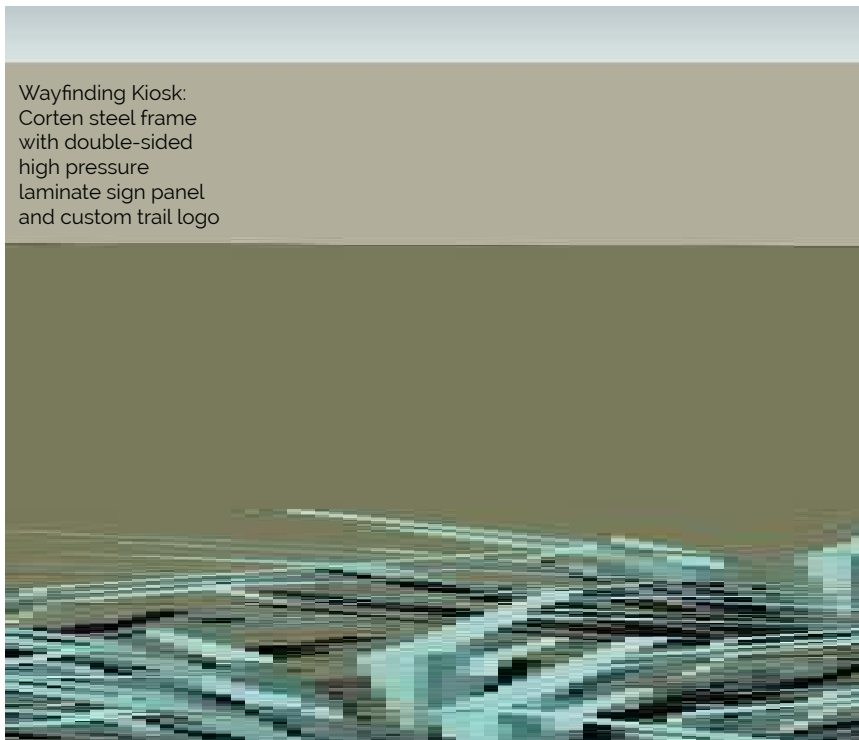 Wayfinding Kiosk:
Corten steel frame
with double-sided
high pressure
laminate sign panel
and custom trail logo